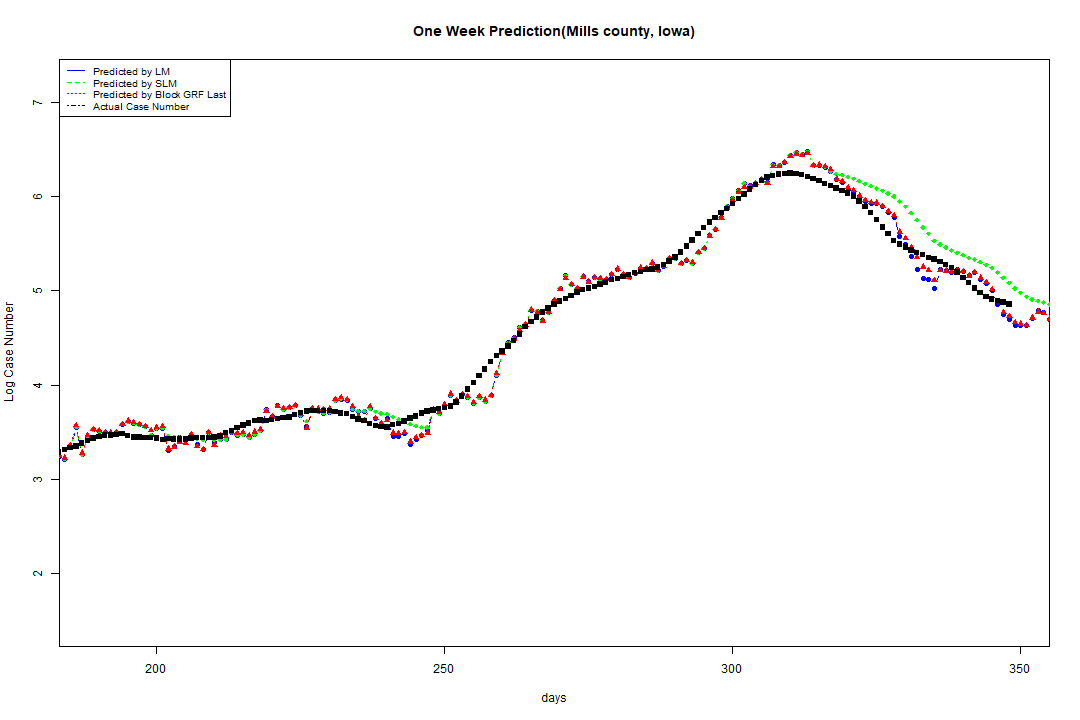 One Week Prediction(Mills county, Iowa)
Predicted by LM
Predicted by SLM
Predicted by Block GRF Last
Actual Case Number
7
6
5
4
3
2
Log Case Number
200 250 300 350
days